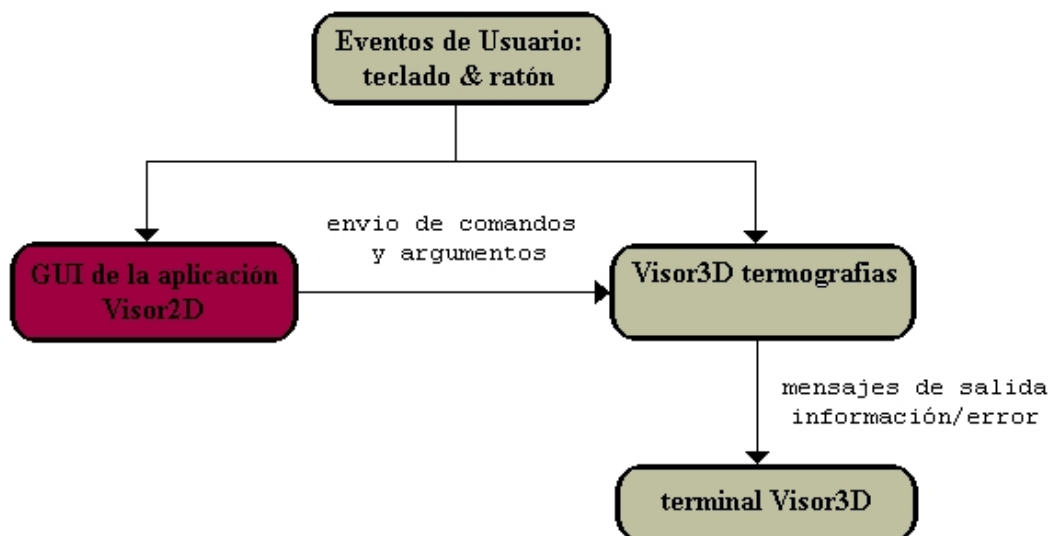 Eventos de Usuario:
teclado & ratón
envio de comandos
y argumentos
GUI de la aplicación
Visor2D
Visor3D termografias
mensajes de salida
información/error
terminal Visor3D